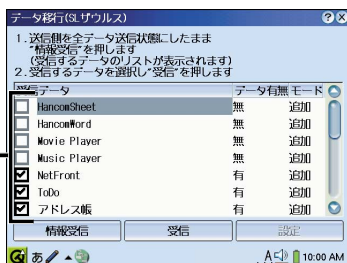 データ移行(SLザウルス)
1.送信側を全データ送信状態にしたまま
"情報受信"を押します
(受信するデータのリストが表示されます)
2.受信するデータを選択し"受信"を押します
受信データ データ有無 モード
HancomSheet 無 追加
HancomWord 無 追加
Movie Player 無 追加
Music Player 無 追加
NetFront 有 追加
ToDo 有 追加
アドレス帳 有 追加
情報受信 受信 設定
あ A 10:00 AM